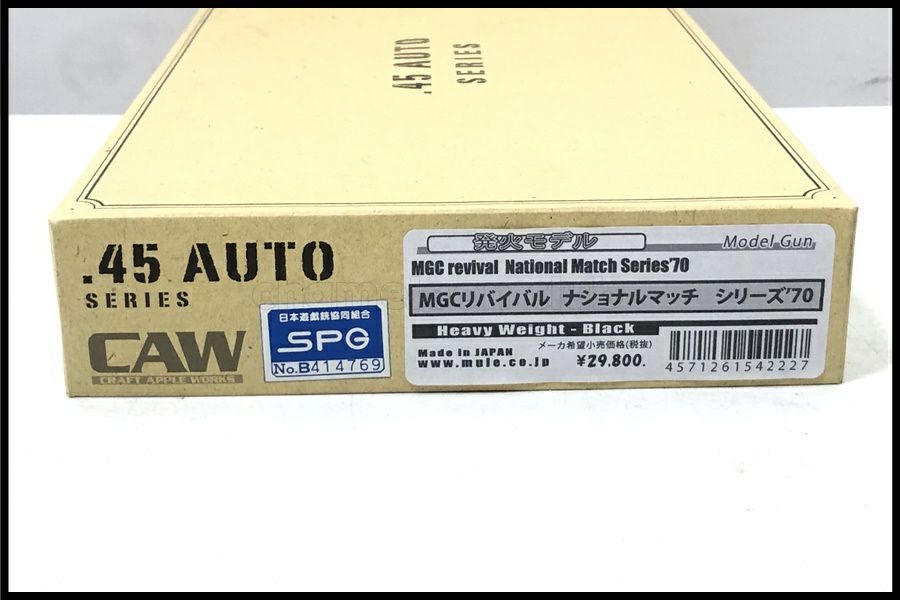 .45 AUTO
SERIES
.45 AUTO
SERIES
CAW
CRAFT APPLE WORKS
日本遊戯銃協同組合
SPG
No.B414769
発火モデル
Model Gun
MGC revival National Match Series'70
MGCリバイバル ナショナルマッチ シリーズ'70
Heavy Weight - Black
Made in JAPAN
www.mule.co.jp
メーカ希望小売価格(税抜)
¥29.800.
4571261542227